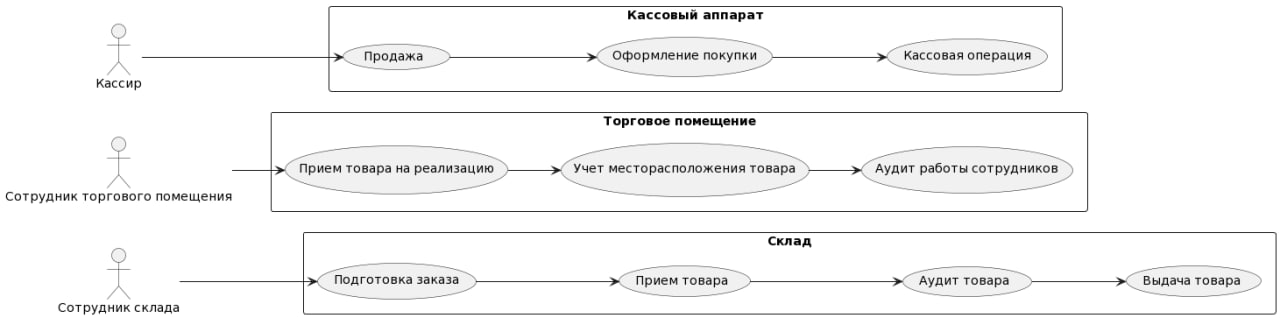 Кассовый аппарат
Кассир
Продажа
Оформление покупки
Кассовая операция
Торговое помещение
Сотрудник торгового помещения
Прием товара на реализацию
Учет месторасположения товара
Аудит работы сотрудников
Склад
Сотрудник склада
Подготовка заказа
Прием товара
Аудит товара
Выдача товара